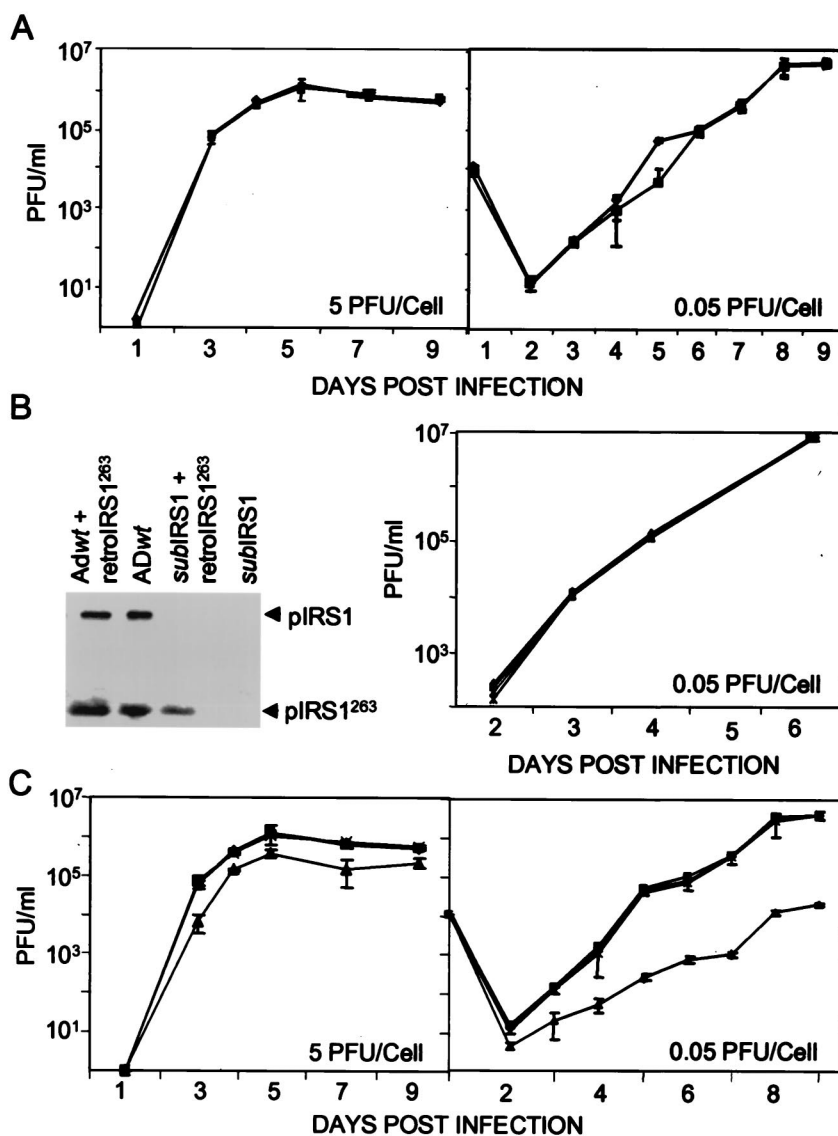 A
10⁷
10⁵
10³
10¹
PFU/ml
5 PFU/Cell
0.05 PFU/Cell
1 3 5 7 9
1 2 3 4 5 6 7 8 9
DAYS POST INFECTION
B
Adwt +
retroIRS1²⁶³
ADwt
subIRS1 +
retroIRS1²⁶³
subIRS1
pIRS1
pIRS1²⁶³
10⁷
10⁵
10³
PFU/ml
0.05 PFU/Cell
2 3 4 5 6
DAYS POST INFECTION
C
10⁷
10⁵
10³
10¹
PFU/ml
5 PFU/Cell
0.05 PFU/Cell
1 3 5 7 9
2 4 6 8
DAYS POST INFECTION